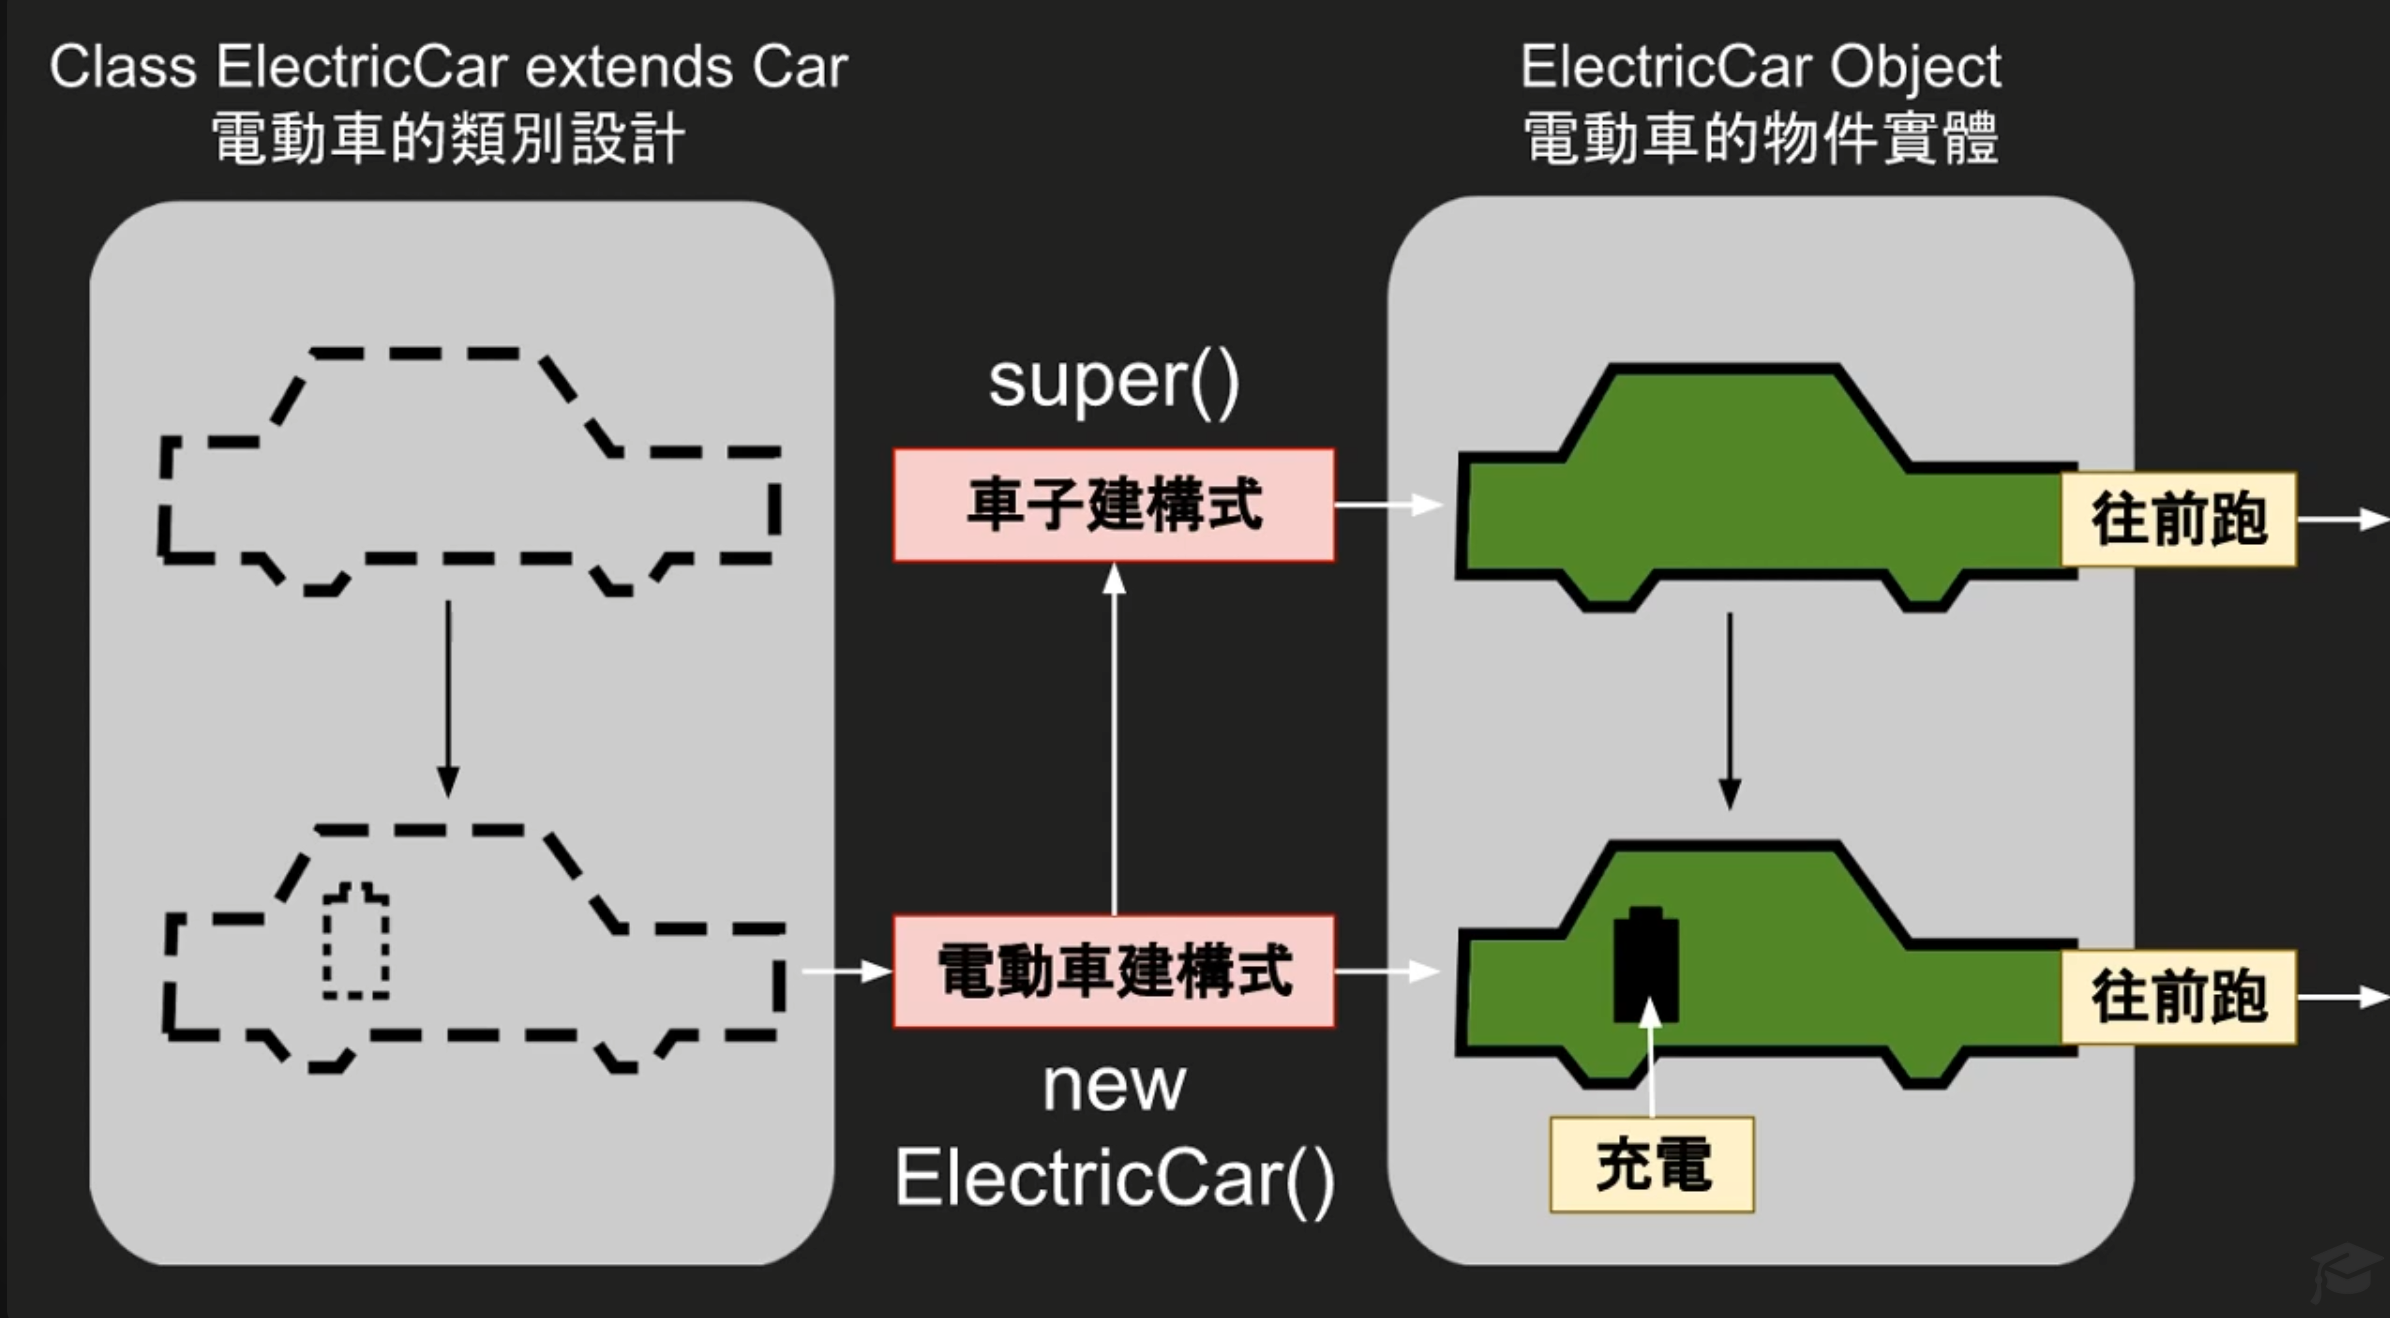 Class ElectricCar extends Car
電動車的類別設計
ElectricCar Object
電動車的物件實體
super()
車子建構式
往前跑
電動車建構式
往前跑
new
ElectricCar()
充電